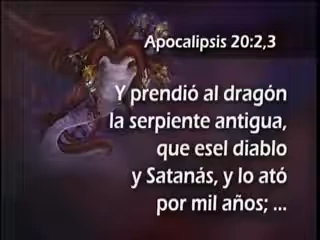 Apocalipsis 20:2,3
Y prendió al dragón
la serpiente antigua,
que esel diablo
y Satanás, y lo ató
por mil años; ...